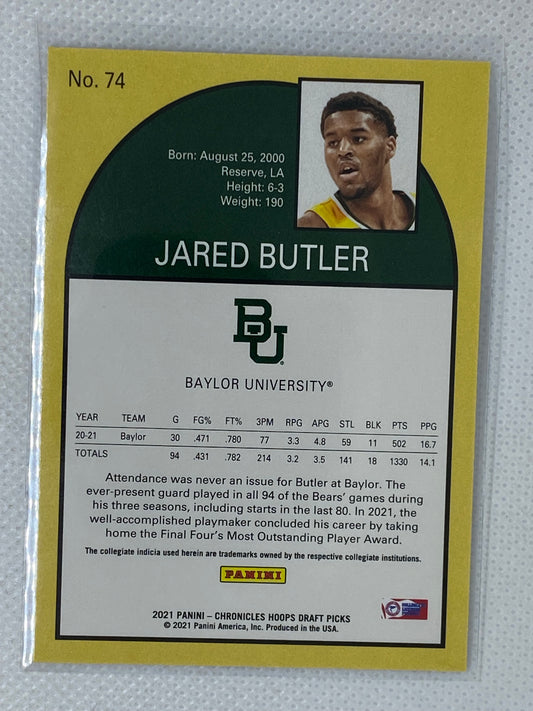 No. 74
Born: August 25, 2000
Reserve, LA
Height: 6-3
Weight: 190
JARED BUTLER
BU
BAYLOR UNIVERSITY®
YEAR TEAM G FG% FT% 3PM RPG APG STL BLK PTS PPG
20-21 Baylor 30 .471 .780 77 3.3 4.8 59 11 502 16.7
TOTALS 94 .431 .782 214 3.2 3.5 141 18 1330 14.1
Attendance was never an issue for Butler at Baylor. The
ever-present guard played in all 94 of the Bears' games during
his three seasons, including starts in the last 80. In 2021, the
well-accomplished playmaker concluded his career by taking
home the Final Four's Most Outstanding Player Award.
The collegiate indicia used herein are trademarks owned by the respective collegiate institutions.
PANINI
2021 PANINI – CHRONICLES HOOPS DRAFT PICKS
© 2021 Panini America, Inc. Produced in the USA.